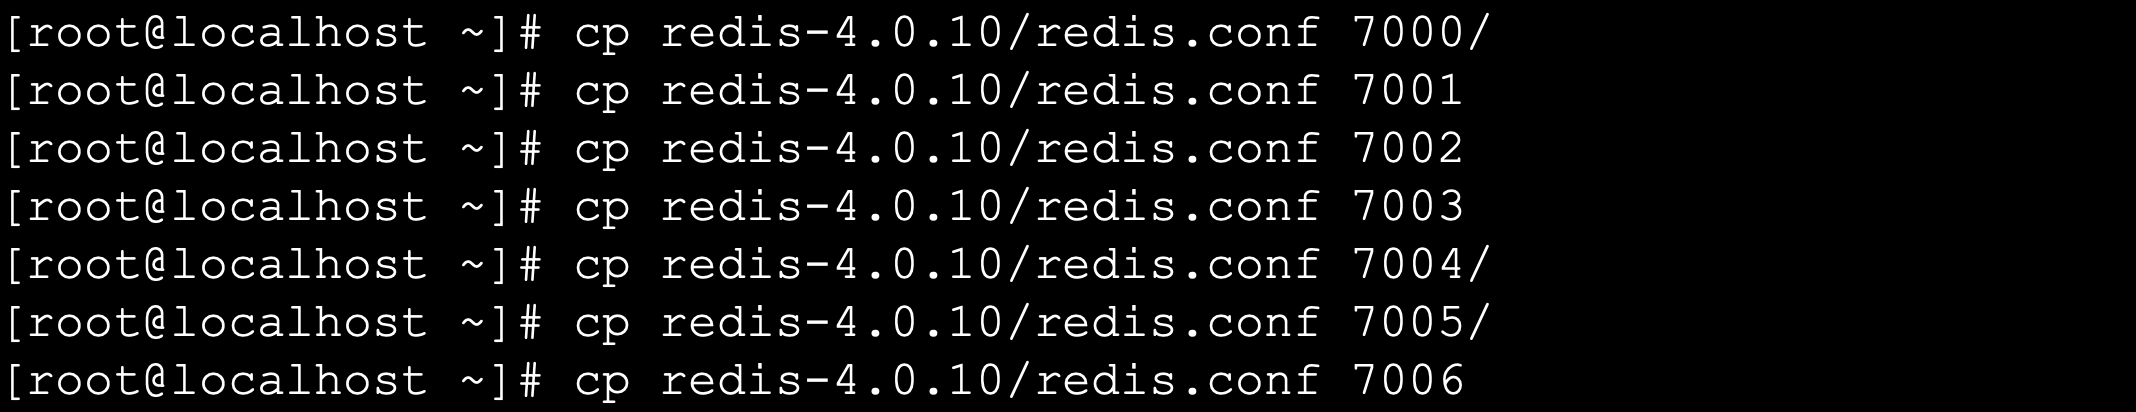 [root@localhost ~]# cp redis-4.0.10/redis.conf 7000/
[root@localhost ~]# cp redis-4.0.10/redis.conf 7001
[root@localhost ~]# cp redis-4.0.10/redis.conf 7002
[root@localhost ~]# cp redis-4.0.10/redis.conf 7003
[root@localhost ~]# cp redis-4.0.10/redis.conf 7004/
[root@localhost ~]# cp redis-4.0.10/redis.conf 7005/
[root@localhost ~]# cp redis-4.0.10/redis.conf 7006